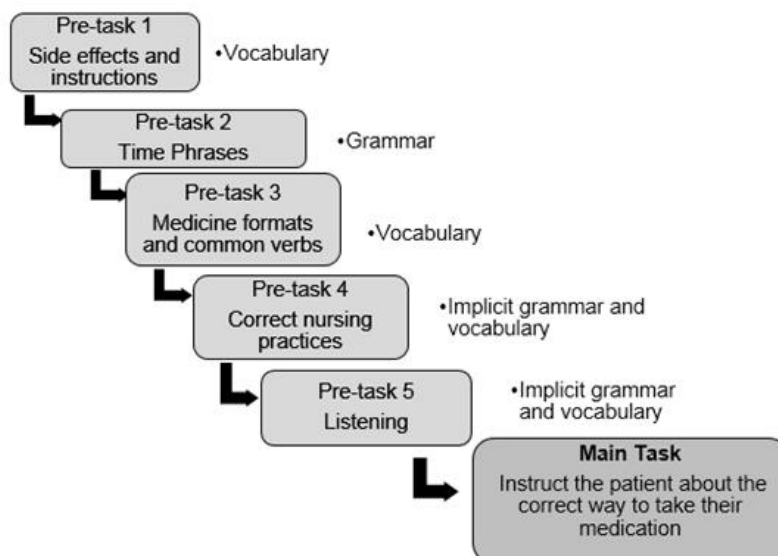 Pre-task 1
Side effects and
instructions
•Vocabulary
Pre-task 2
Time Phrases
•Grammar
Pre-task 3
Medicine formats
and common verbs
•Vocabulary
Pre-task 4
Correct nursing
practices
•Implicit grammar and
vocabulary
Pre-task 5
Listening
•Implicit grammar
and vocabulary
Main Task
Instruct the patient about the
correct way to take their
medication